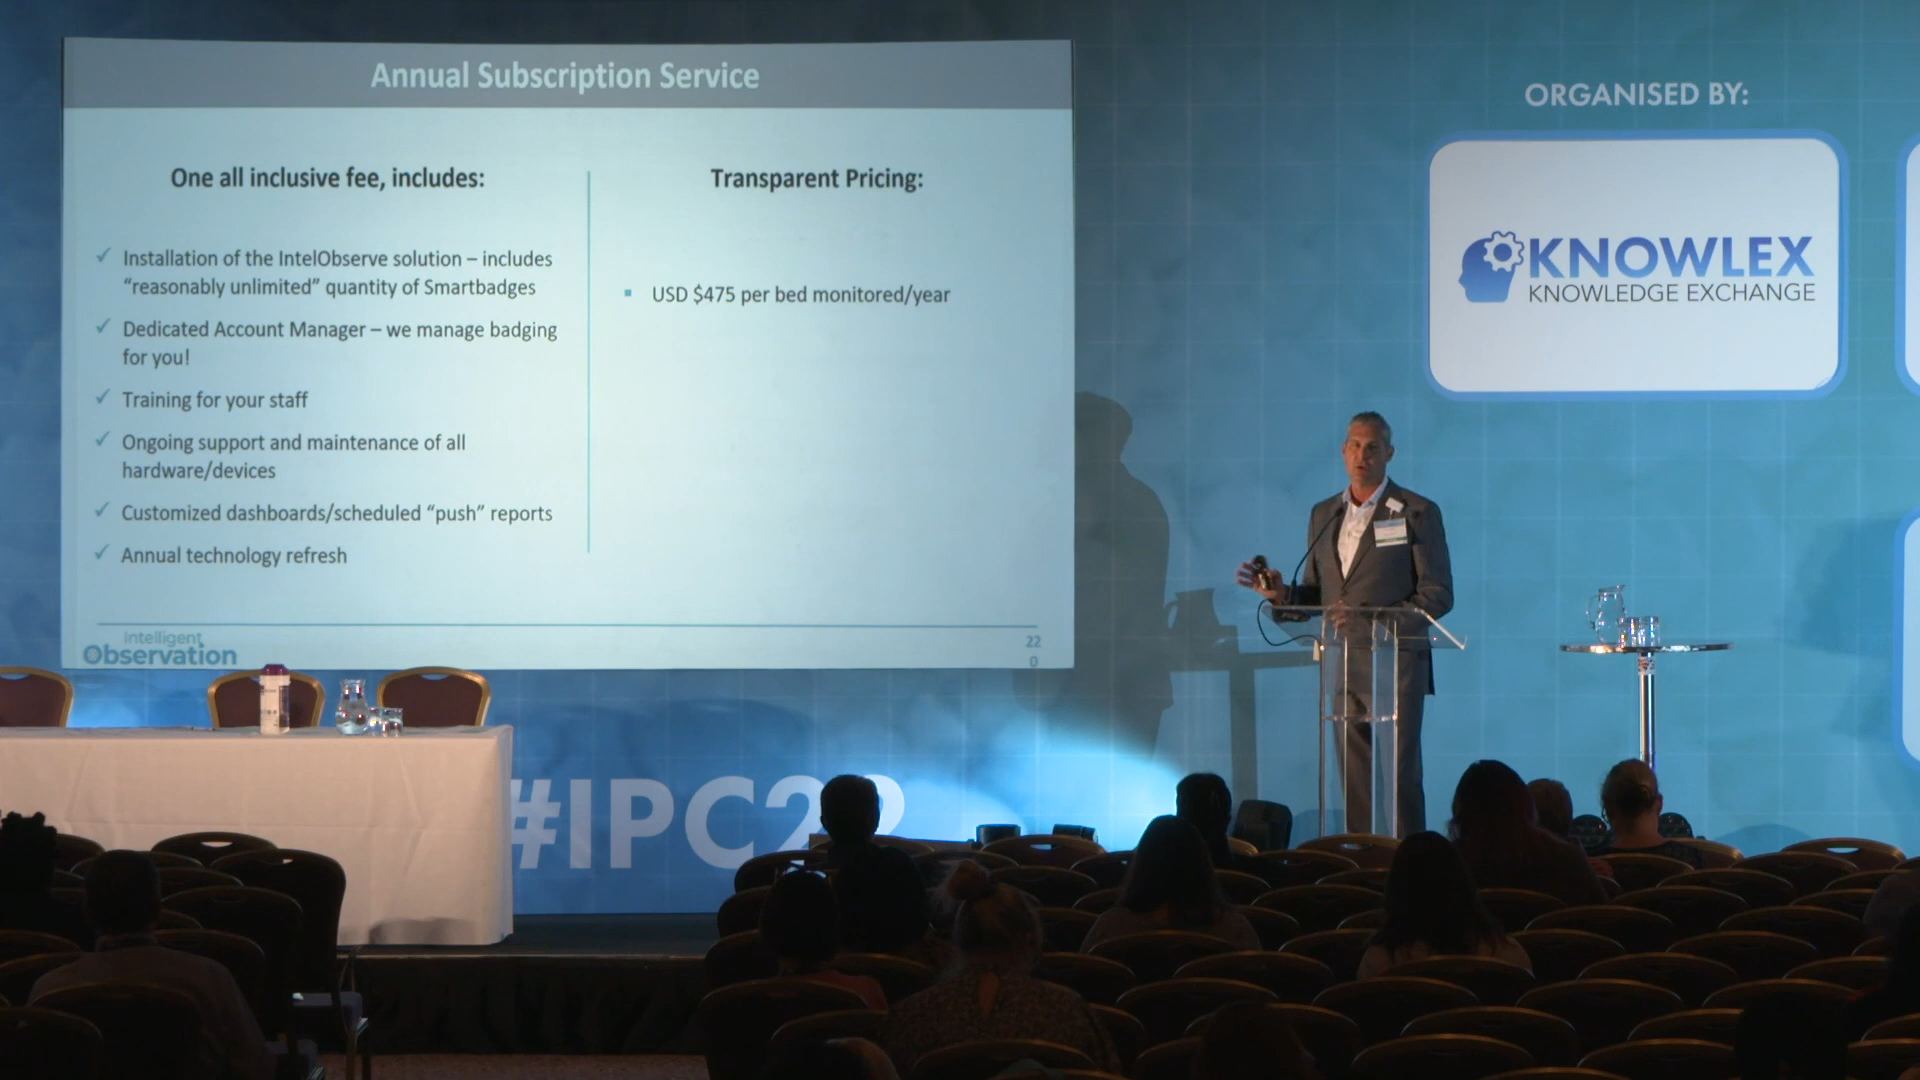 Annual Subscription Service
One all inclusive fee, includes:
✓ Installation of the IntelObserve solution – includes
“reasonably unlimited” quantity of Smartbadges
✓ Dedicated Account Manager – we manage badging
for you!
✓ Training for your staff
✓ Ongoing support and maintenance of all
hardware/devices
✓ Customized dashboards/scheduled “push” reports
✓ Annual technology refresh
Transparent Pricing:
▪ USD $475 per bed monitored/year
Intelligent
Observation
22
0
ORGANISED BY:
KNOWLEX
KNOWLEDGE EXCHANGE
#IPC22